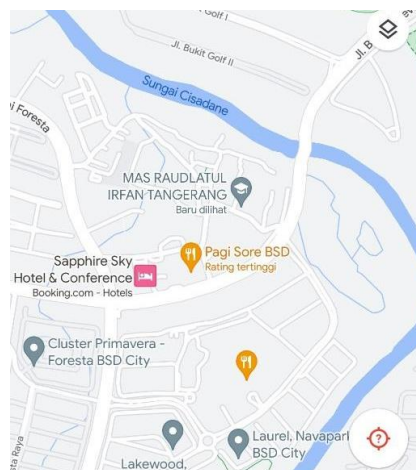 Bukit Golf I
Jl. Bukit Golf II
Jl. B
Sungai Cisadane
Foresta
MAS RAUDLATUL
IRFAN TANGERANG
Baru dilihat
Pagi Sore BSD
Rating tertinggi
Sapphire Sky
Hotel & Conference
Booking.com - Hotels
Cluster Primavera -
Foresta BSD City
nta Raya
Laurel, Navapark
BSD City
Lakewood,